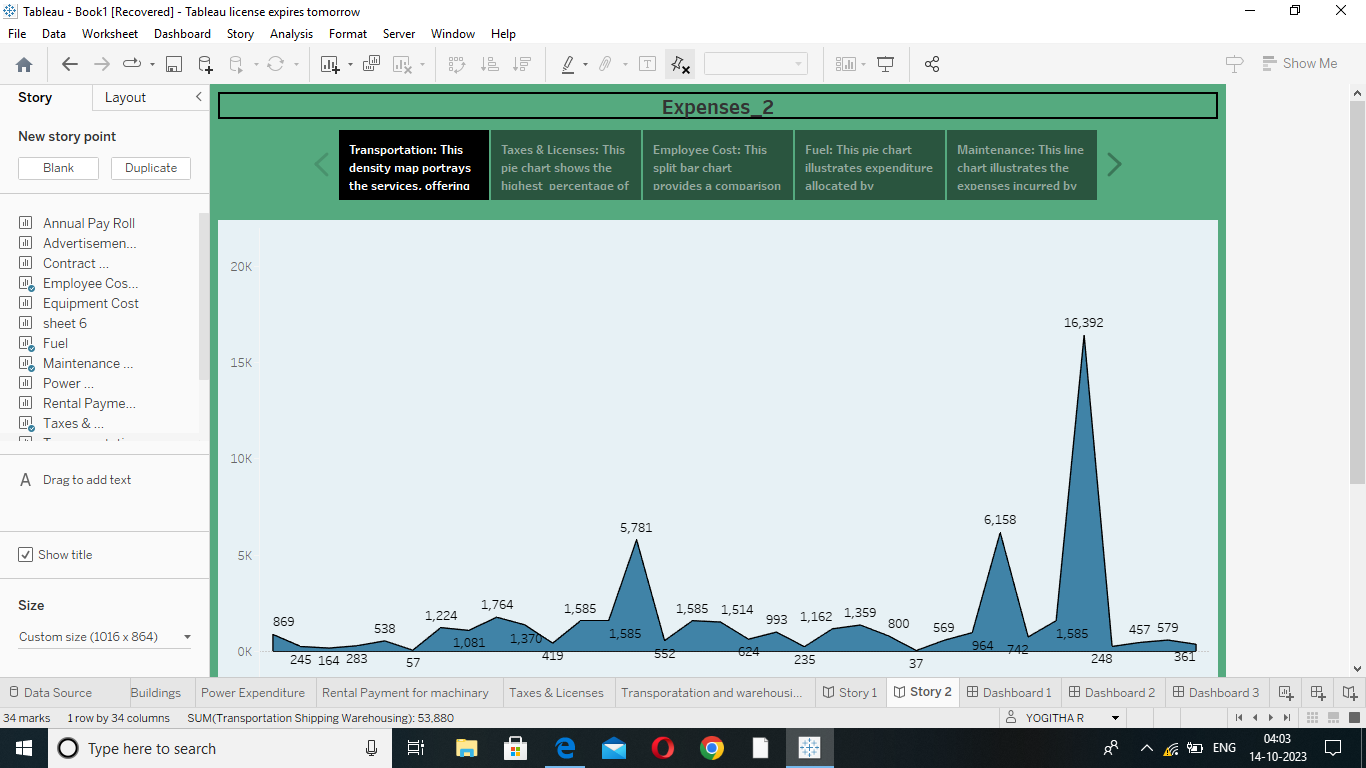 Tableau - Book1 [Recovered] - Tableau license expires tomorrow
File Data Worksheet Dashboard Story Analysis Format Server Window Help
Show Me
Story Layout
New story point
Blank Duplicate
Annual Pay Roll
Advertisemen...
Contract ...
Employee Cos...
Equipment Cost
sheet 6
Fuel
Maintenance ...
Power ...
Rental Payme...
Taxes & ...
A Drag to add text
Show title
Size
Custom size (1016 x 864)
Expenses_2
Transportation: This
density map portrays
the services, offering
Taxes & Licenses: This
pie chart shows the
highest percentage of
Employee Cost: This
split bar chart
provides a comparison
Fuel: This pie chart
illustrates expenditure
allocated by
Maintenance: This line
chart illustrates the
expenses incurred by
20K
15K
10K
5K
0K
869
245
164
283
538
57
1,224
1,081
1,764
1,370
419
1,585
1,585
5,781
552
1,585
1,514
624
993
235
1,162
1,359
800
37
569
964
6,158
742
1,585
16,392
248
457
579
361
Data Source Buildings Power Expenditure Rental Payment for machinary Taxes & Licenses Transporatation and warehousi... Story 1 Story 2 Dashboard 1 Dashboard 2 Dashboard 3
34 marks 1 row by 34 columns SUM(Transportation Shipping Warehousing): 53,880 YOGITHA R
Type here to search
ENG
04:03
14-10-2023